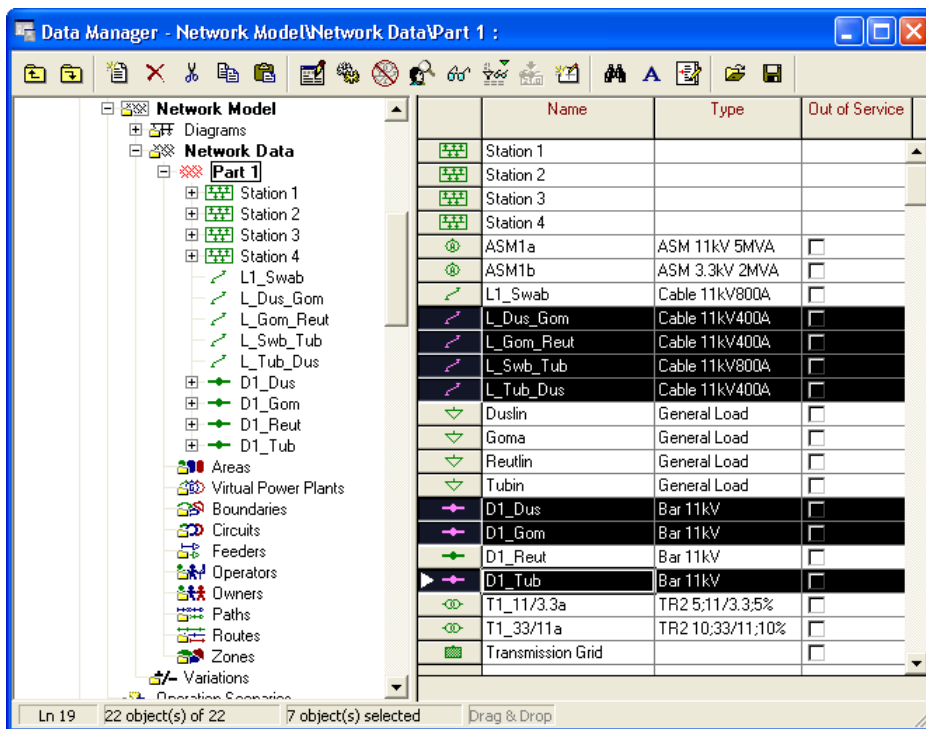 Data Manager - Network Model\Network Data\Part 1 :
Network Model
Diagrams
Network Data
Part 1
Station 1
Station 2
Station 3
Station 4
L1_Swab
L_Dus_Gom
L_Gom_Reut
L_Swb_Tub
L_Tub_Dus
D1_Dus
D1_Gom
D1_Reut
D1_Tub
Areas
Virtual Power Plants
Boundaries
Circuits
Feeders
Operators
Owners
Paths
Routes
Zones
Variations
Operation Scenarios
Name Type Out of Service
Station 1
Station 2
Station 3
Station 4
ASM1a ASM 11kV 5MVA
ASM1b ASM 3.3kV 2MVA
L1_Swab Cable 11kV800A
L_Dus_Gom Cable 11kV400A
L_Gom_Reut Cable 11kV400A
L_Swb_Tub Cable 11kV800A
L_Tub_Dus Cable 11kV400A
Duslin General Load
Goma General Load
Reutlin General Load
Tubin General Load
D1_Dus Bar 11kV
D1_Gom Bar 11kV
D1_Reut Bar 11kV
D1_Tub Bar 11kV
T1_11/3.3a TR2 5;11/3.3;5%
T1_33/11a TR2 10;33/11;10%
Transmission Grid
Ln 19 22 object(s) of 22 7 object(s) selected Drag & Drop